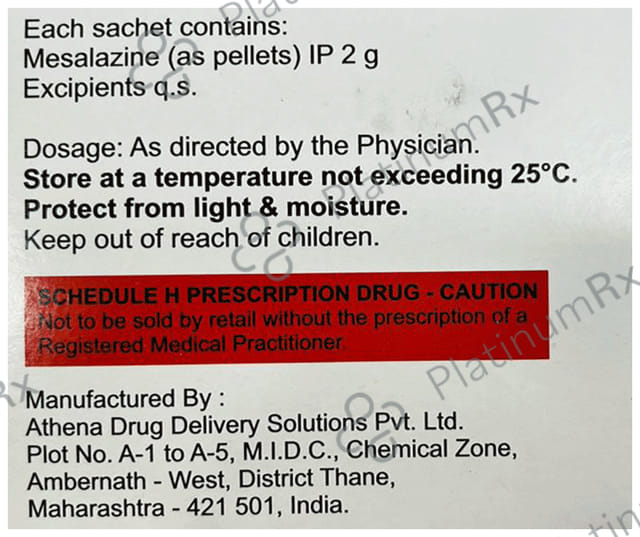 Each sachet contains:
Mesalazine (as pellets) IP 2 g
Excipients q.s.
Dosage: As directed by the Physician.
Store at a temperature not exceeding 25°C.
Protect from light & moisture.
Keep out of reach of children.
SCHEDULE H PRESCRIPTION DRUG - CAUTION
Not to be sold by retail without the prescription of a
Registered Medical Practitioner.
Manufactured By :
Athena Drug Delivery Solutions Pvt. Ltd.
Plot No. A-1 to A-5, M.I.D.C., Chemical Zone,
Ambernath - West, District Thane,
Maharashtra - 421 501, India.
PlatinumRx
PlatinumRx